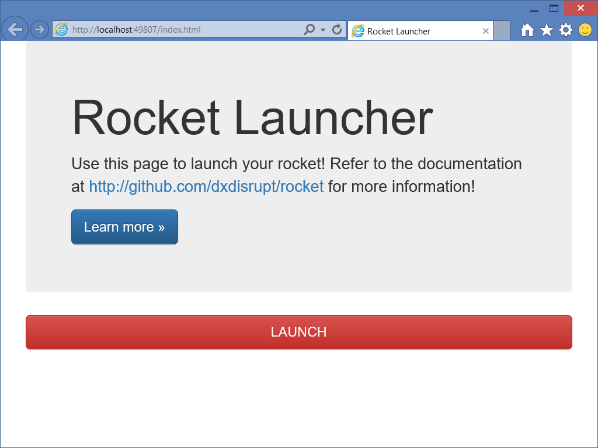 http://localhost:49807/index.html
Rocket Launcher
Rocket Launcher
Use this page to launch your rocket! Refer to the documentation
at http://github.com/dxdisrupt/rocket for more information!
Learn more »
LAUNCH